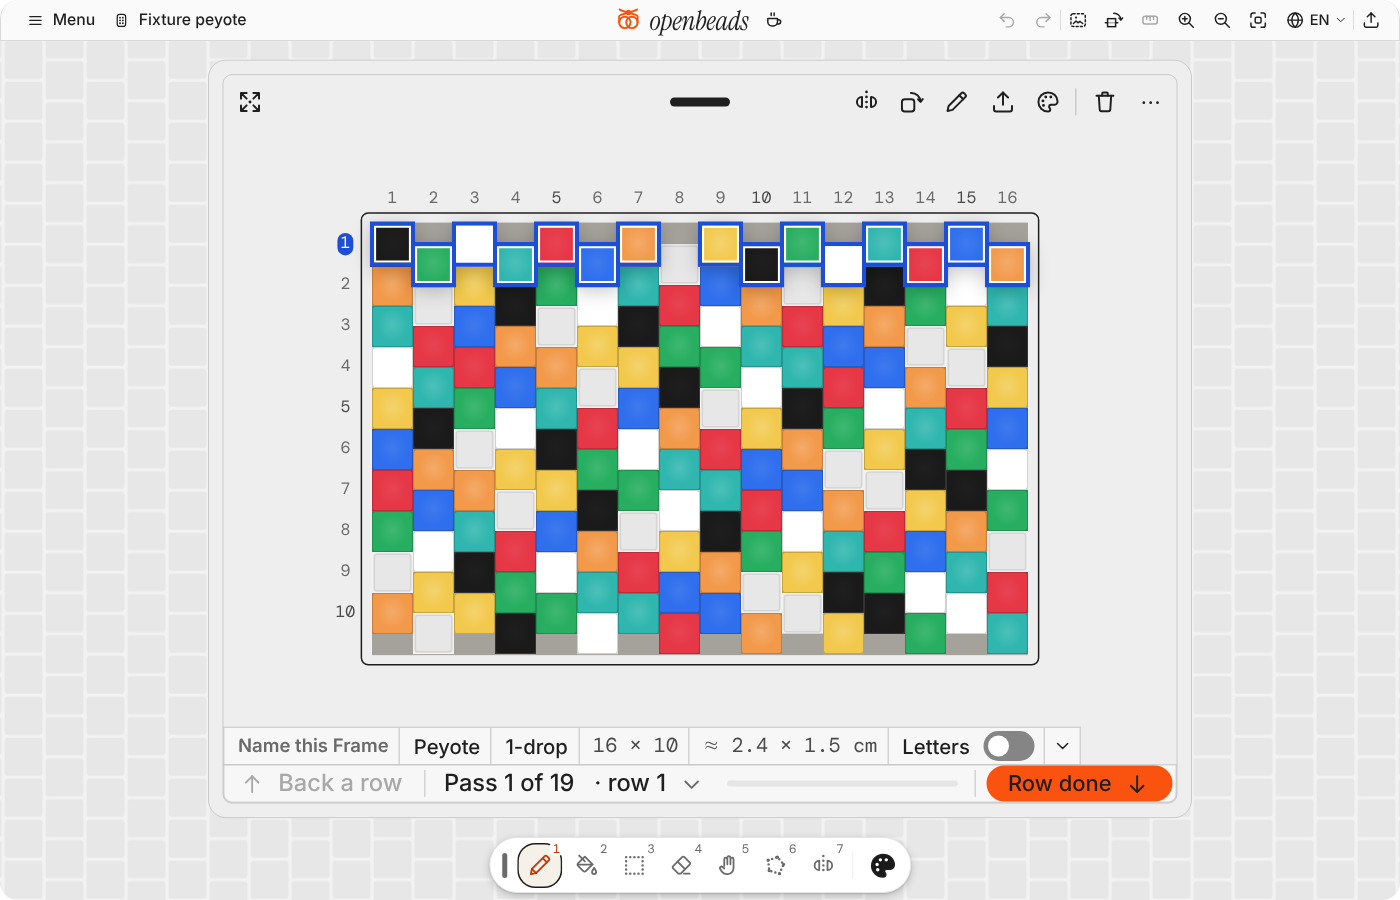 Menu Fixture peyote openbeads EN
1 2 3 4 5 6 7 8 9 10 11 12 13 14 15 16
1
2
3
4
5
6
7
8
9
10
Name this Frame Peyote 1-drop 16 × 10 ≈ 2.4 × 1.5 cm Letters
Back a row Pass 1 of 19 · row 1 Row done
1 2 3 4 5 6 7